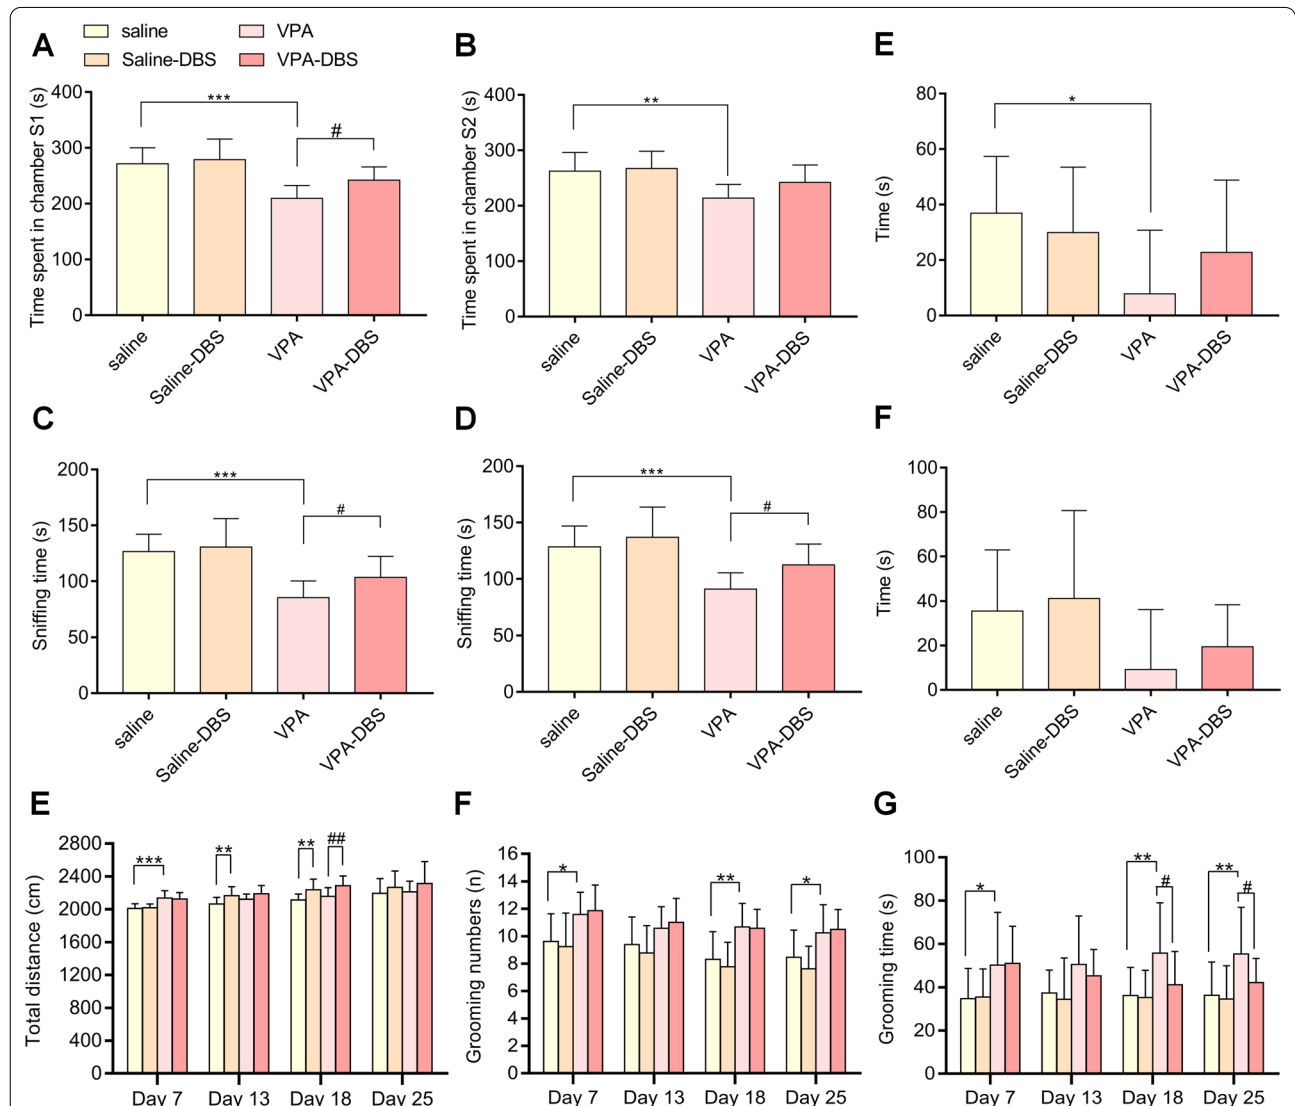 A
saline
VPA
Saline-DBS
VPA-DBS
Time spent in chamber S1 (s)
400
300
200
100
0
***
#
saline
Saline-DBS
VPA
VPA-DBS
B
Time spent in chamber S2 (s)
400
300
200
100
0
**
saline
Saline-DBS
VPA
VPA-DBS
E
Time (s)
80
60
40
20
0
*
saline
Saline-DBS
VPA
VPA-DBS
C
Sniffing time (s)
200
150
100
50
0
***
#
saline
Saline-DBS
VPA
VPA-DBS
D
Sniffing time (s)
200
150
100
50
0
***
#
saline
Saline-DBS
VPA
VPA-DBS
F
Time (s)
100
80
60
40
20
0
saline
Saline-DBS
VPA
VPA-DBS
E
Total distance (cm)
2800
2400
2000
1600
1200
800
400
0
***
**
**
##
Day 7
Day 13
Day 18
Day 25
F
Grooming numbers (n)
16
14
12
10
8
6
4
2
0
*
**
*
Day 7
Day 13
Day 18
Day 25
G
Grooming time (s)
100
80
60
40
20
0
*
**
#
**
#
Day 7
Day 13
Day 18
Day 25